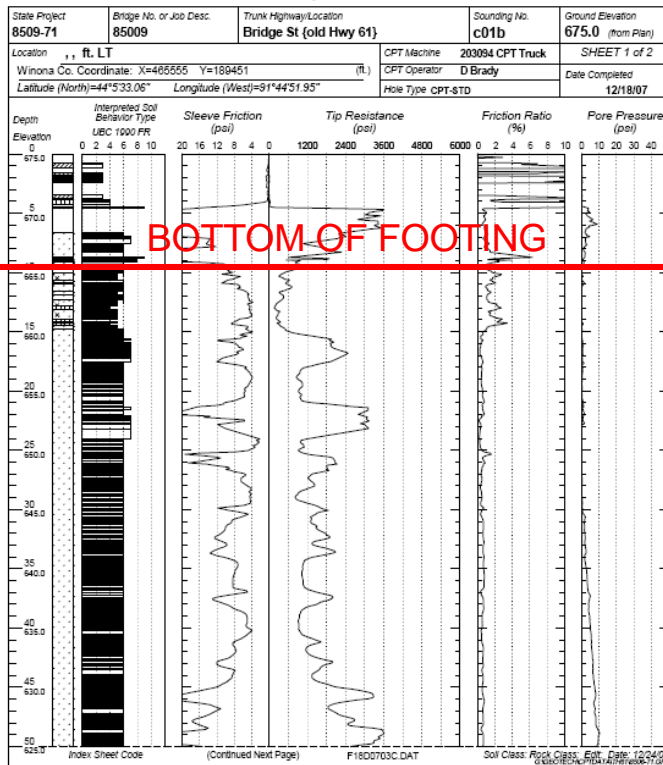 State Project Bridge No. or Job Desc. Trunk Highway/Location Sounding No. Ground Elevation
8509-71 85009 Bridge St {old Hwy 61} c01b 675.0 (from Plan)
Location , , ft. LT CPT Machine 203094 CPT Truck SHEET 1 of 2
Winona Co. Coordinate: X=465555 Y=189451 (ft.) CPT Operator D Brady Date Completed
Latitude (North)=44°5'33.06" Longitude (West)=91°44'51.95" Hole Type CPT-STD 12/18/07
Depth Interpreted Soil Behavior Type Sleeve Friction Tip Resistance Friction Ratio Pore Pressure
Elevation UBC 1990 FR (psi) (psi) (%) (psi)
0 0 2 4 6 8 10 20 16 12 8 4 0 1200 2400 3600 4800 6000 0 2 4 6 8 10 0 10 20 30 40
675.0
5
670.0
BOTTOM OF FOOTING
665.0
15
660.0
20
655.0
25
650.0
30
645.0
35
640.0
40
635.0
45
630.0
50
625.0
Index Sheet Code (Continued Next Page) F18D0703C.DAT Soil Class: Rock Class: Edit: Date: 12/24/0